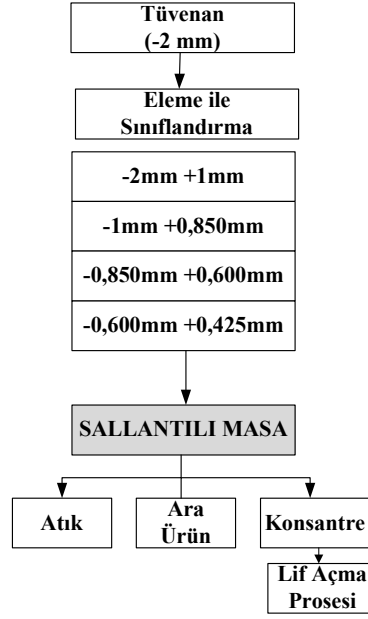 Tüvenan
(-2 mm)
Eleme ile
Sınıflandırma
-2mm +1mm
-1mm +0,850mm
-0,850mm +0,600mm
-0,600mm +0,425mm
SALLANTILI MASA
Atık
Ara
Ürün
Konsantre
Lif Açma
Prosesi